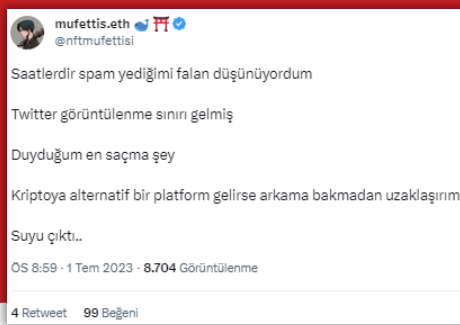 mufettis.eth 🐋 ⛩️
@nftmufettisi
Saatlerdir spam yediğimi falan düşünüyordum
Twitter görüntülenme sınırı gelmiş
Duyduğum en saçma şey
Kriptoya alternatif bir platform gelirse arkama bakmadan uzaklaşırım
Suyu çıktı..
ÖS 8:59 · 1 Tem 2023 · 8.704 Görüntülenme
4 Retweet 99 Beğeni